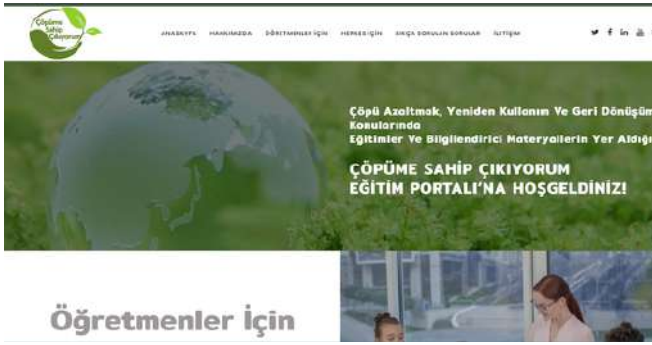 Çöpüme
Sahip
Çıkıyorum
ANASAYFA HAKKIMIZDA ÖĞRETMENLER İÇİN HERKES İÇİN SIKÇA SORULAN SORULAR İLETİŞİM
Çöpü Azaltmak, Yeniden Kullanım Ve Geri Dönüşüm
Konularında
Eğitimler Ve Bilgilendirici Materyallerin Yer Aldığı
ÇÖPÜME SAHİP ÇIKIYORUM
EĞİTİM PORTALI'NA HOŞGELDİNİZ!
Öğretmenler İçin